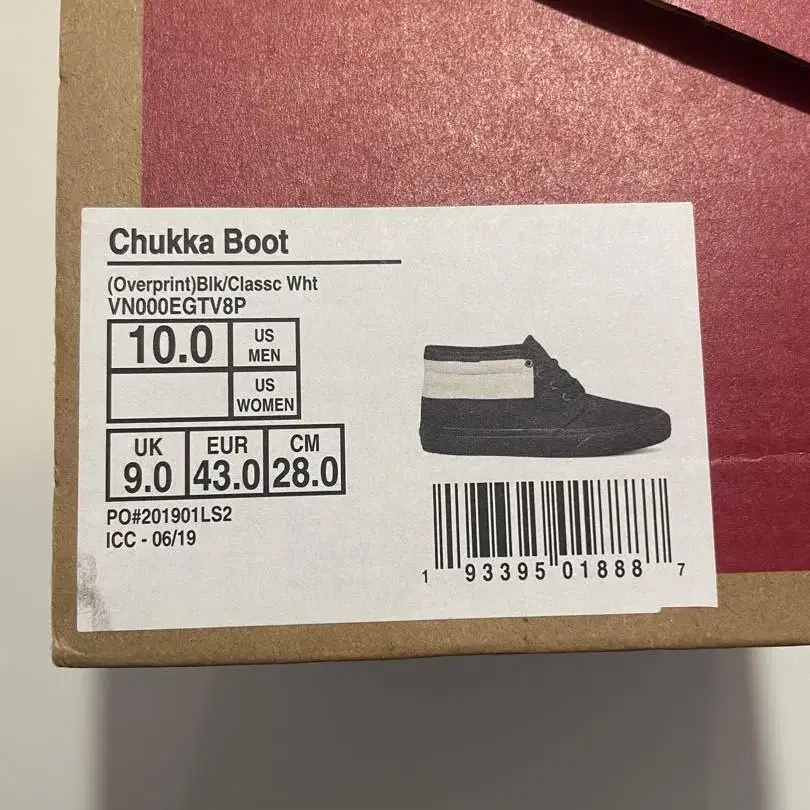 Chukka Boot
(Overprint)Blk/Classc Wht
VN000EGTV8P
10.0 US MEN
US WOMEN
UK EUR CM
9.0 43.0 28.0
PO#201901LS2
ICC - 06/19
1 93395 01888 7